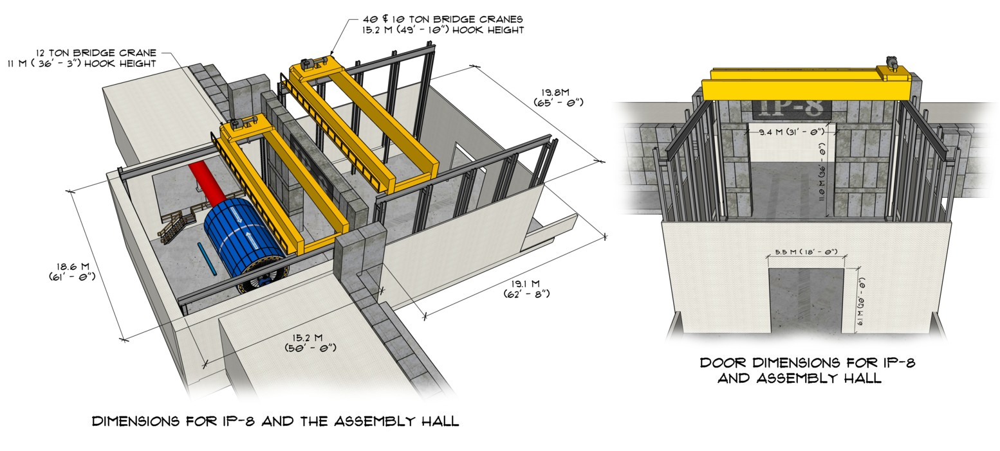 40 & 10 TON BRIDGE CRANES
15.2 M (49' - 10") HOOK HEIGHT
12 TON BRIDGE CRANE
11 M ( 36' - 3") HOOK HEIGHT
19.8M
(65' - 0")
18.6 M
(61' - 0")
19.1 M
(62' - 8")
15.2 M
(50' - 0")
DIMENSIONS FOR IP-8 AND THE ASSEMBLY HALL
IP-8
9.4 M (31' - 0")
11.0 M (36' - 0")
5.5 M ( 18' - 0")
6.1 M (20' - 0")
DOOR DIMENSIONS FOR IP-8
AND ASSEMBLY HALL